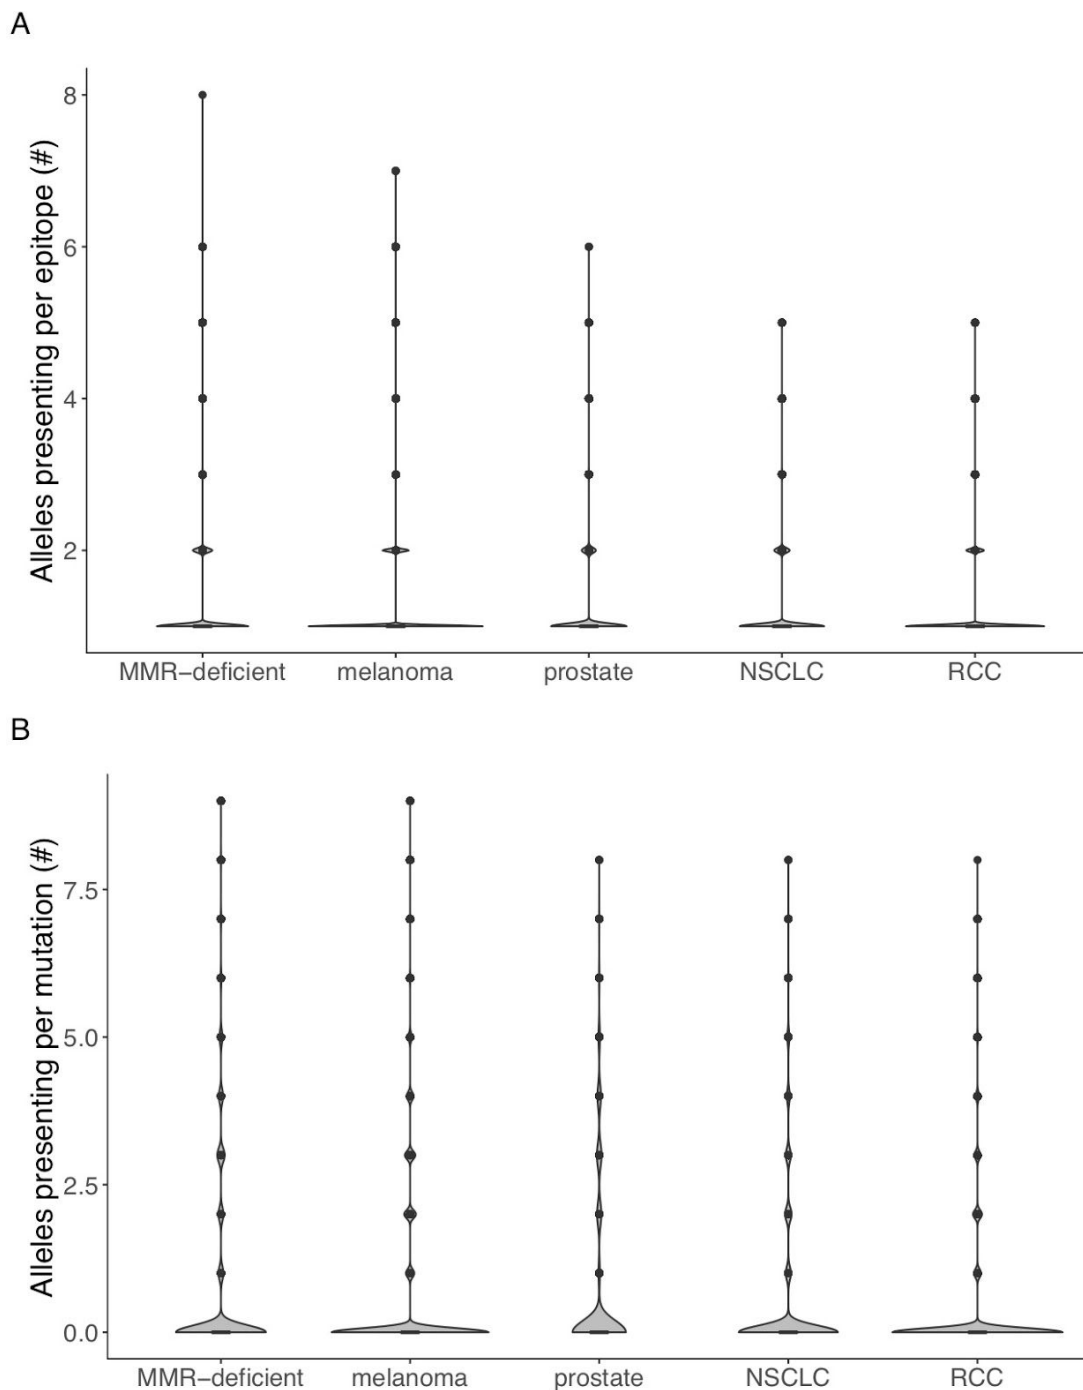 A
Alleles presenting per epitope (#)
8
6
4
2
MMR−deficient melanoma prostate NSCLC RCC
B
Alleles presenting per mutation (#)
7.5
5.0
2.5
0.0
MMR−deficient melanoma prostate NSCLC RCC